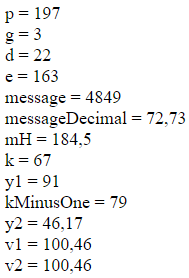 p = 197
g = 3
d = 22
e = 163
message = 4849
messageDecimal = 72,73
mH = 184,5
k = 67
y1 = 91
kMinusOne = 79
y2 = 46,17
v1 = 100,46
v2 = 100,46